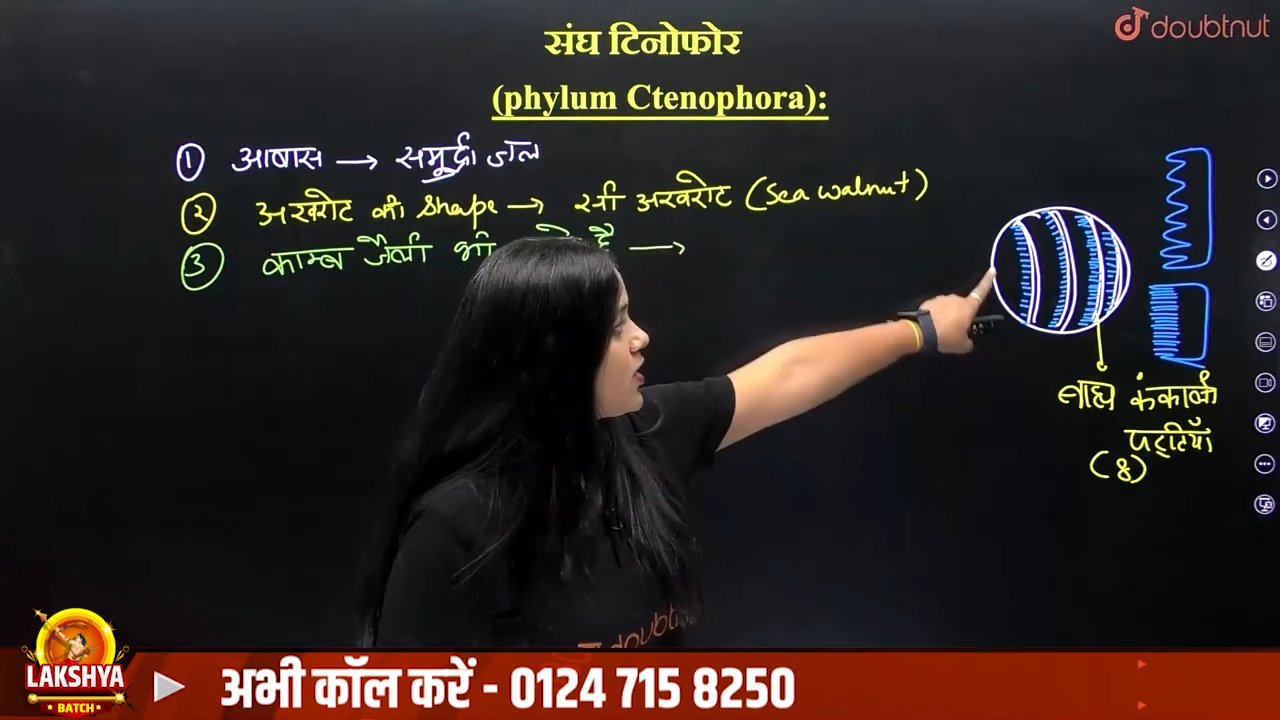 doubtnut
संघ टिनोफोर
(phylum Ctenophora):
① आवास → समुद्री जल
② अखरोट की Shape → समुद्री अखरोट (Sea walnut)
③ काम्ब जैली भी है →
बाह्य कंकाल
पट्टियाँ
(8)
doubt
LAKSHYA
BATCH
अभी कॉल करें - 0124 715 8250